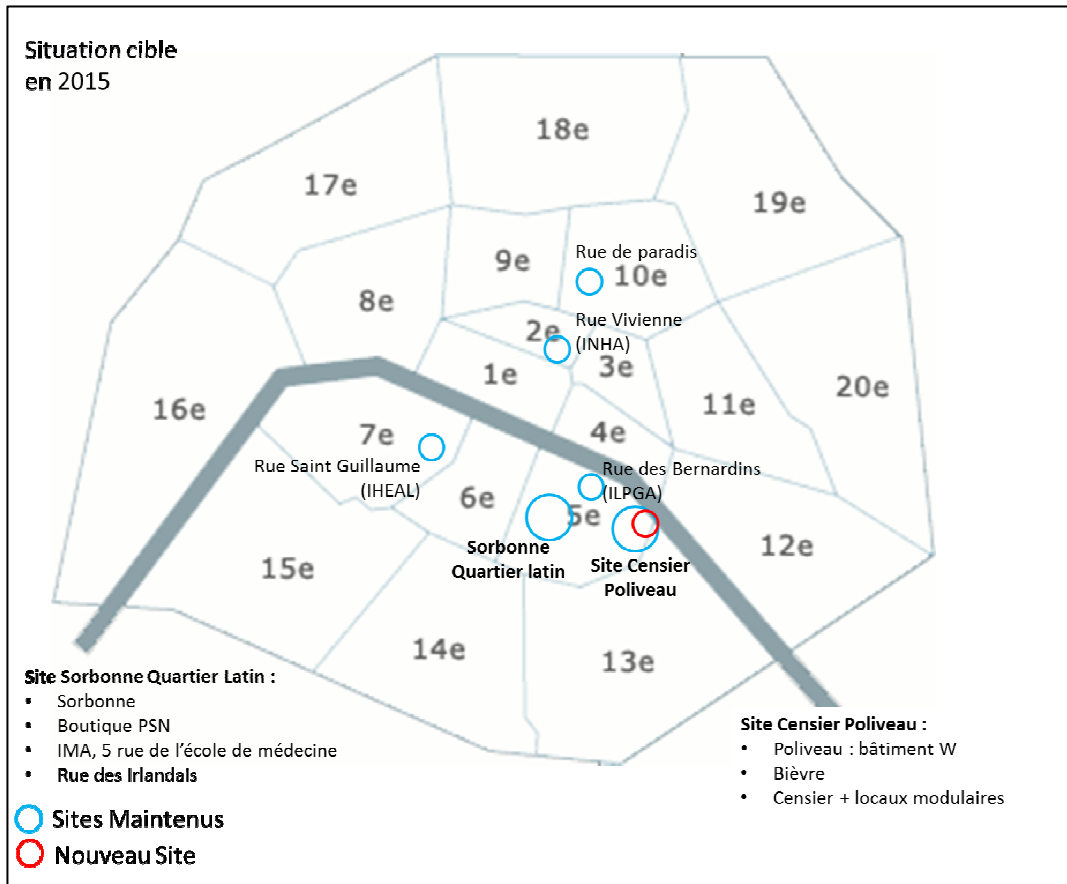 Situation cible
en 2015
18e
17e
19e
Rue de paradis
9e
10e
8e
Rue Vivienne
(INHA)
2e
1e
3e
16e
11e
20e
7e
4e
Rue Saint Guillaume
(IHEAL)
Rue des Bernardins
(ILPGA)
6e
5e
Sorbonne
Quartier latin
Site Censier
Poliveau
12e
15e
14e
13e
Site Sorbonne Quartier Latin :
• Sorbonne
• Boutique PSN
• IMA, 5 rue de l'école de médecine
• Rue des Irlandals
Site Censier Poliveau :
• Poliveau : bâtiment W
• Bièvre
• Censier + locaux modulaires
Sites Maintenus
Nouveau Site